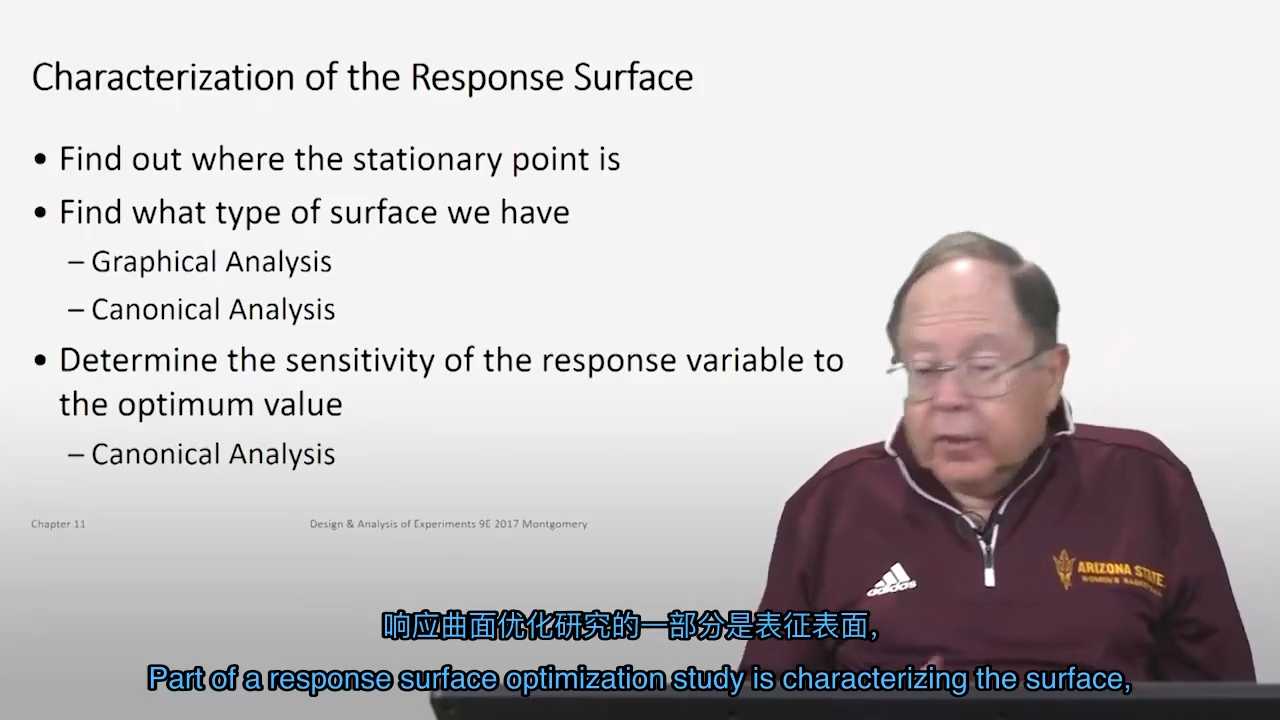 Characterization of the Response Surface
• Find out where the stationary point is
• Find what type of surface we have
– Graphical Analysis
– Canonical Analysis
• Determine the sensitivity of the response variable to
the optimum value
– Canonical Analysis
Chapter 11
Design & Analysis of Experiments 9E 2017 Montgomery
adidas
ARIZONA STATE
WOMEN'S BASKETBALL
响应曲面优化研究的一部分是表征表面，
Part of a response surface optimization study is characterizing the surface,